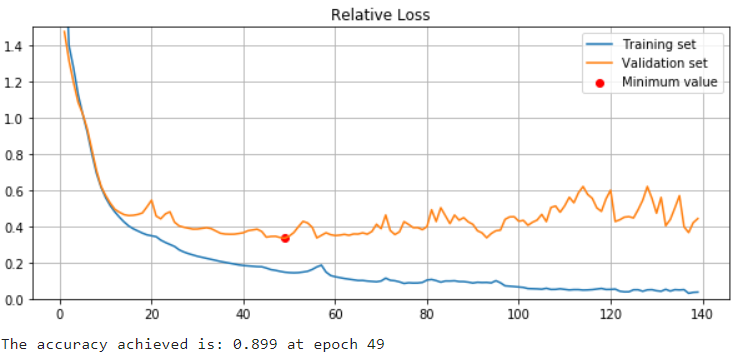 Relative Loss
Training set
Validation set
Minimum value
1.4
1.2
1.0
0.8
0.6
0.4
0.2
0.0
0 20 40 60 80 100 120 140
The accuracy achieved is: 0.899 at epoch 49